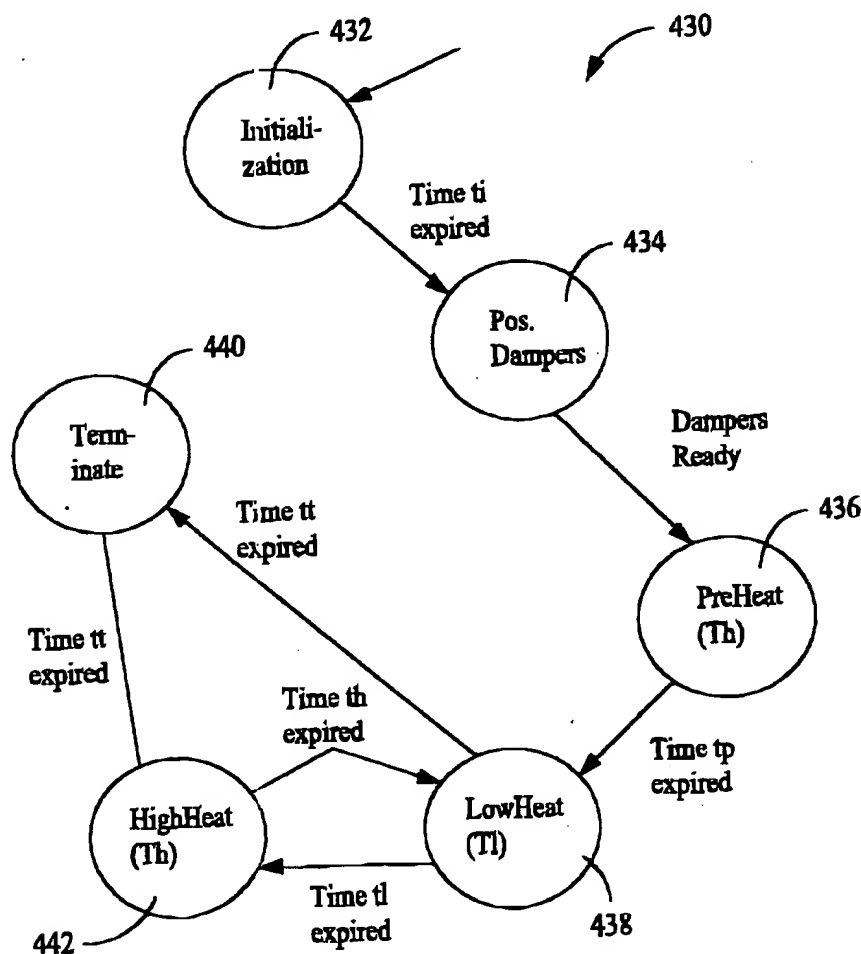 432
430
Initiali-
zation
Time ti
expired
434
Pos.
Dampers
440
Term-
inate
Dampers
Ready
Time tt
expired
436
PreHeat
(Th)
Time tt
expired
Time th
expired
Time tp
expired
HighHeat
(Th)
LowHeat
(Tl)
Time tl
expired
442
438